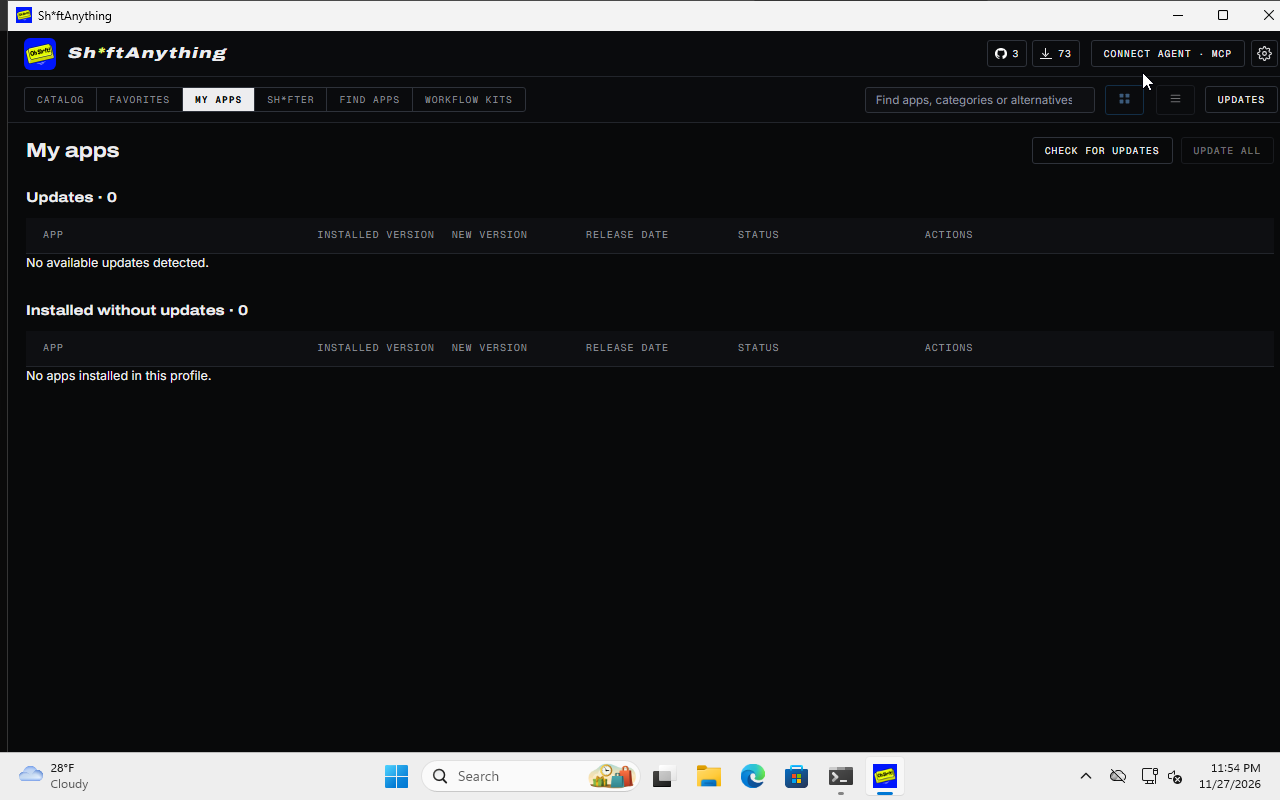 Sh*ftAnything
Oh Sh*ft! Sh*ftAnything
3 73 CONNECT AGENT · MCP
CATALOG FAVORITES MY APPS SH*FTER FIND APPS WORKFLOW KITS
Find apps, categories or alternatives UPDATES
My apps
CHECK FOR UPDATES UPDATE ALL
Updates · 0
APP INSTALLED VERSION NEW VERSION RELEASE DATE STATUS ACTIONS
No available updates detected.
Installed without updates · 0
APP INSTALLED VERSION NEW VERSION RELEASE DATE STATUS ACTIONS
No apps installed in this profile.
28°F
Cloudy
Search
11:54 PM
11/27/2026